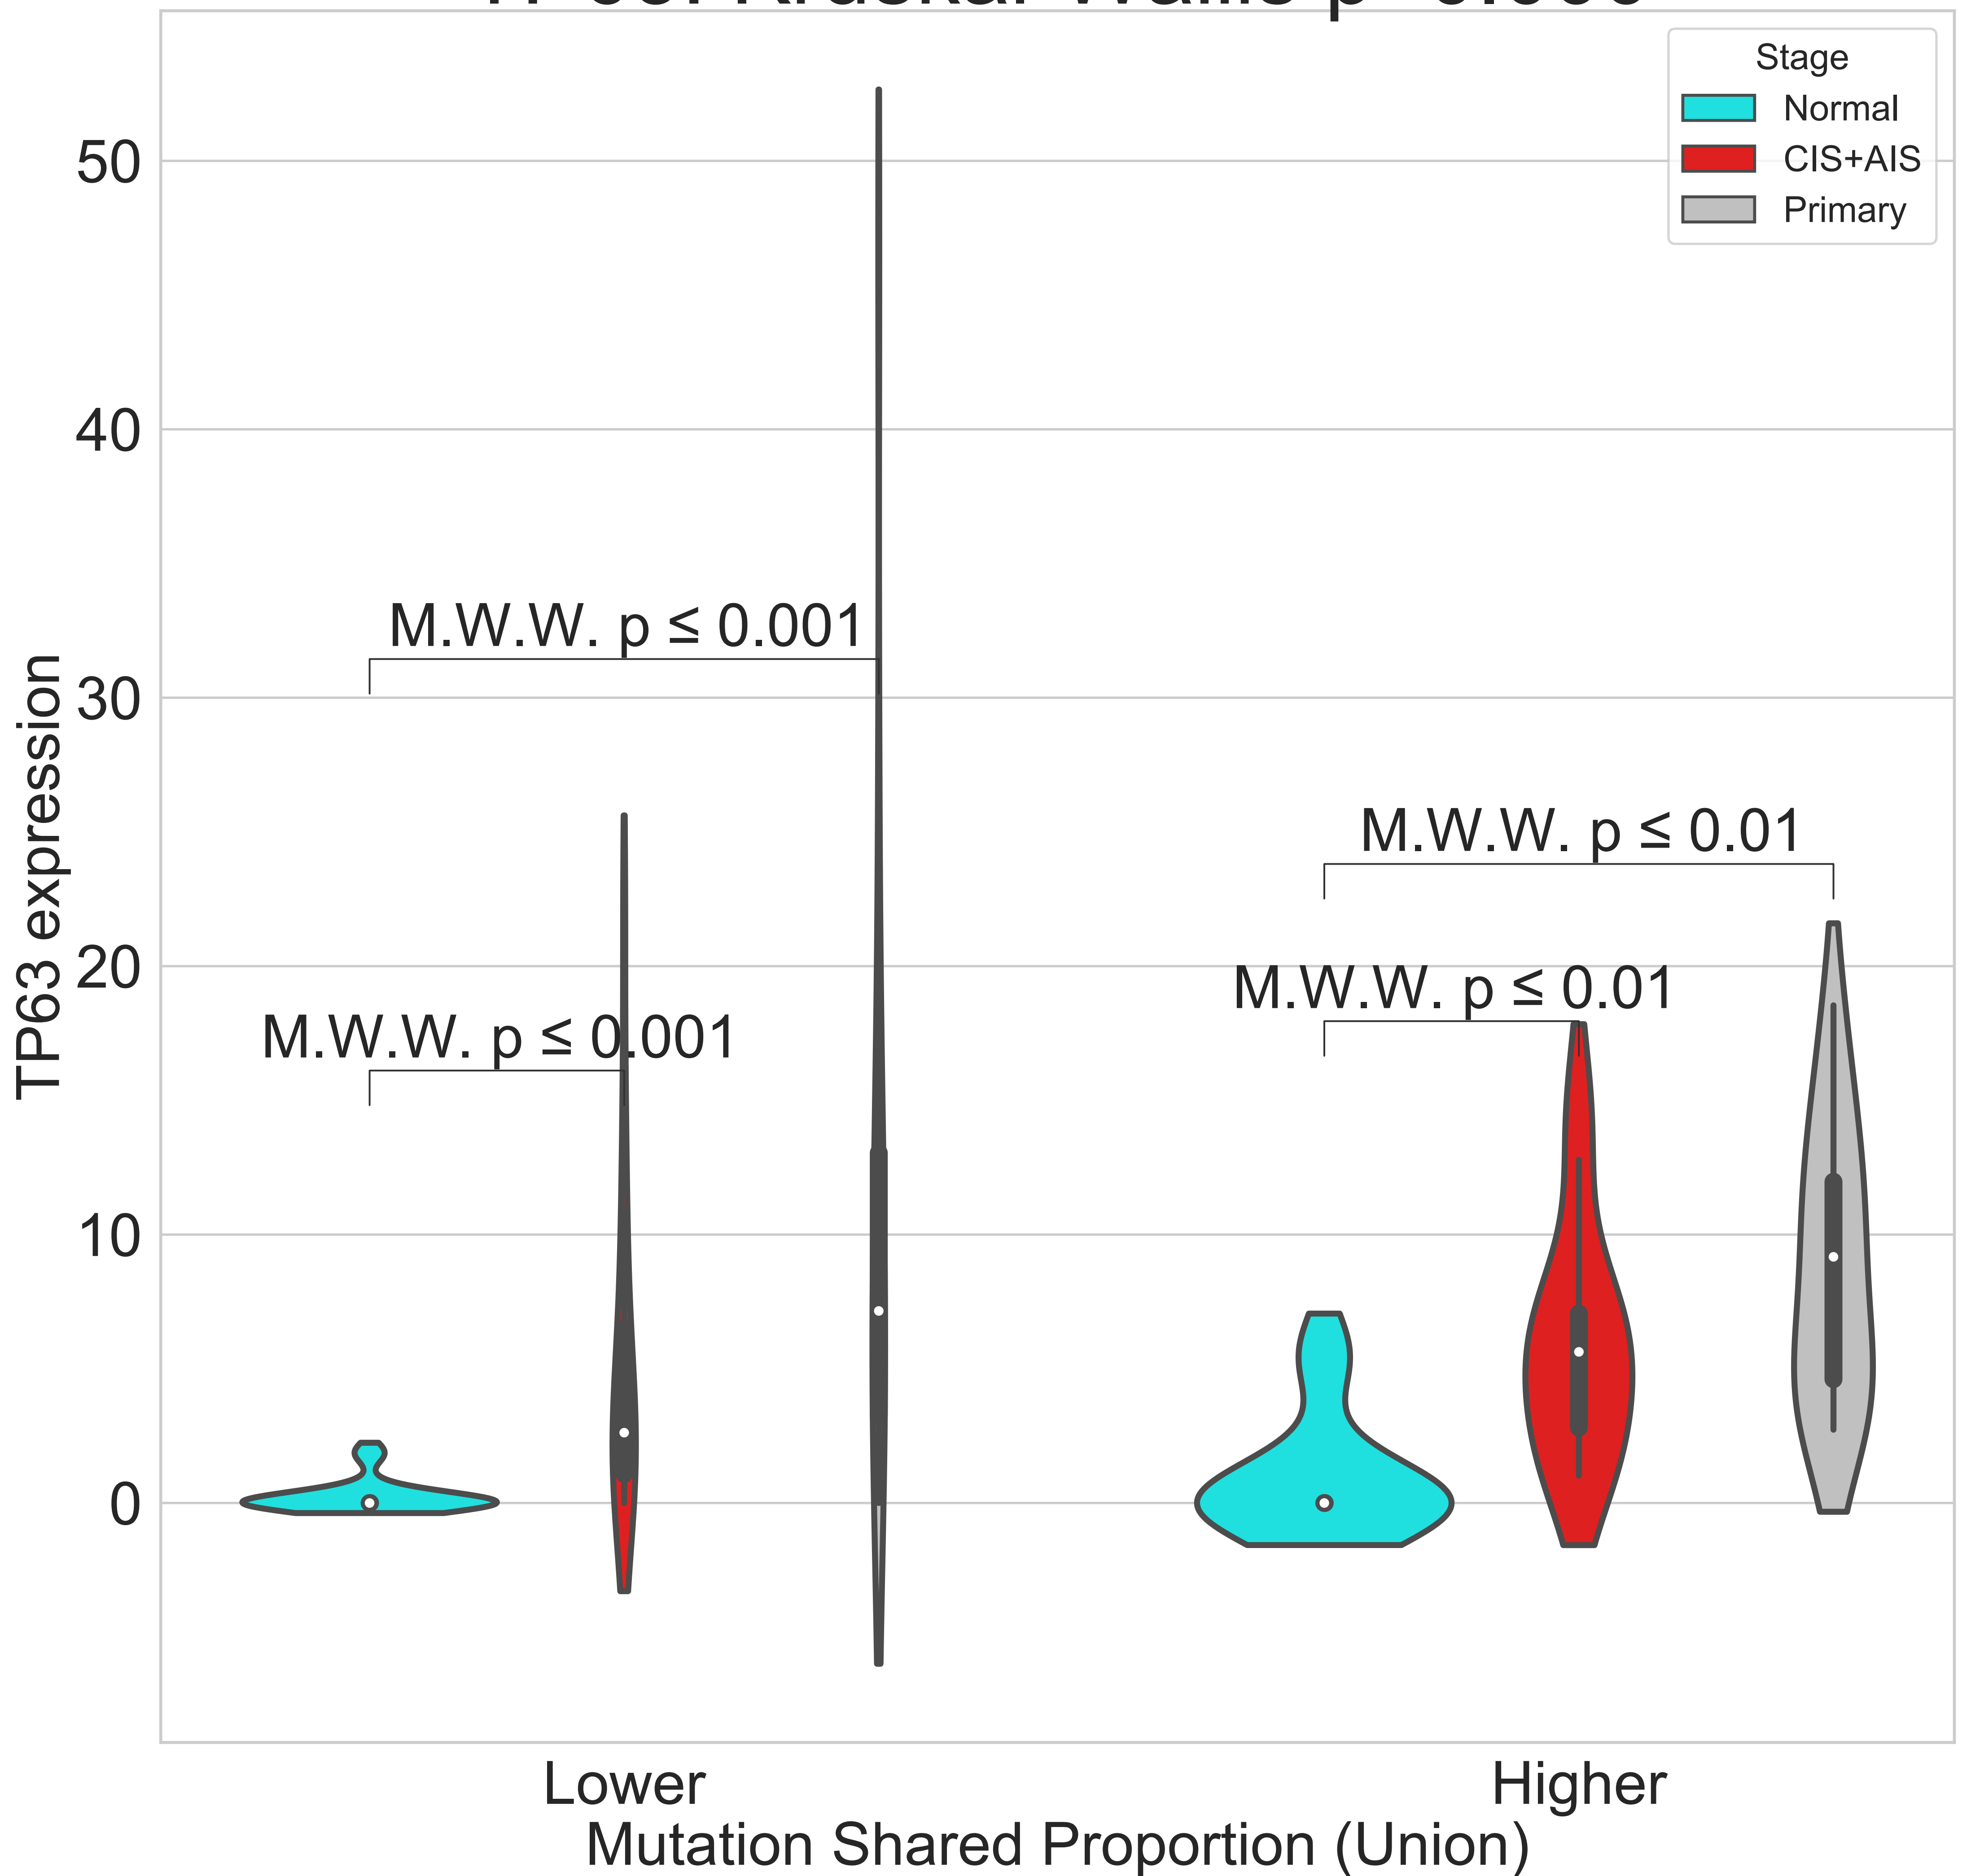 Stage
Normal
CIS+AIS
Primary
50
40
30
20
10
0
TP63 expression
M.W.W. p ≤ 0.001
M.W.W. p ≤ 0.01
M.W.W. p ≤ 0.01
M.W.W. p ≤ 0.001
Lower
Higher
Mutation Shared Proportion (Union)